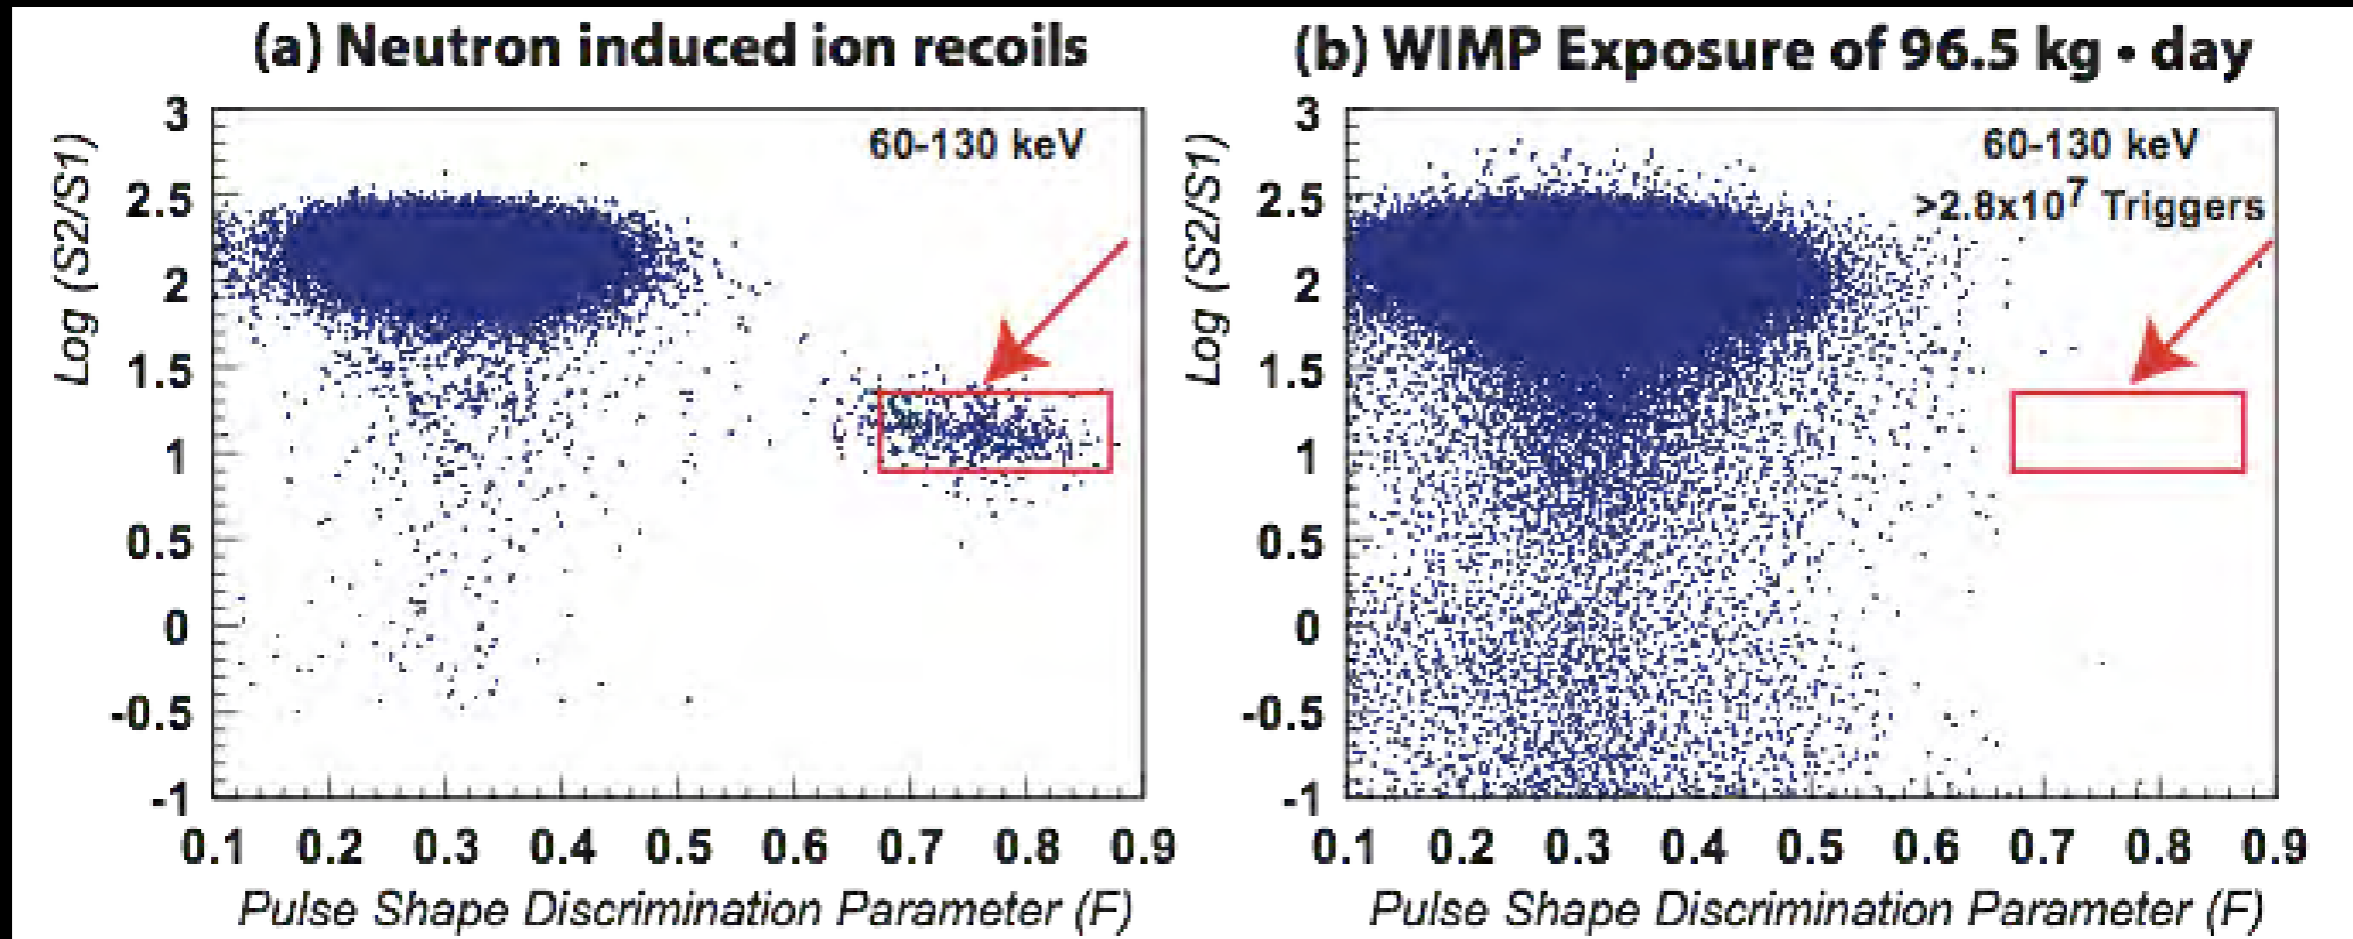 (a) Neutron induced ion recoils
60-130 keV
Log (S2/S1)
3
2.5
2
1.5
1
0.5
0
-0.5
-1
0.1 0.2 0.3 0.4 0.5 0.6 0.7 0.8 0.9
Pulse Shape Discrimination Parameter (F)
(b) WIMP Exposure of 96.5 kg • day
60-130 keV
>2.8x10⁷ Triggers
Log (S2/S1)
3
2.5
2
1.5
1
0.5
0
-0.5
-1
0.1 0.2 0.3 0.4 0.5 0.6 0.7 0.8 0.9
Pulse Shape Discrimination Parameter (F)